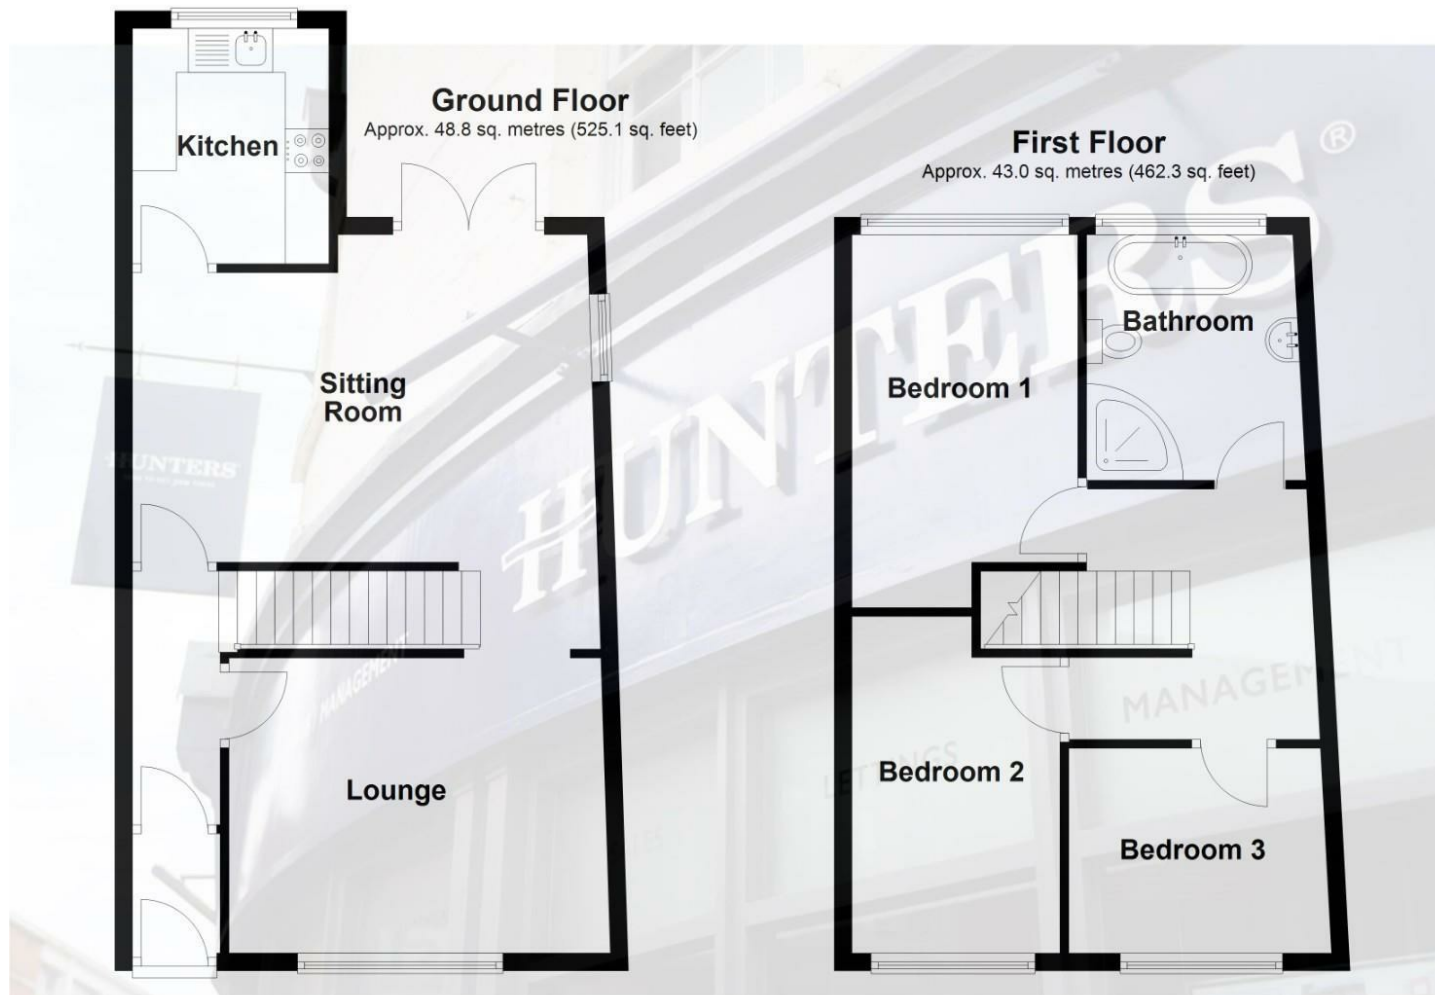 Ground Floor
Approx. 48.8 sq. metres (525.1 sq. feet)
Kitchen
Sitting
Room
Lounge
First Floor
Approx. 43.0 sq. metres (462.3 sq. feet)
Bathroom
Bedroom 1
Bedroom 2
Bedroom 3
HUNTERS®
HUNTERS
MANAGEMENT
LETTINGS
MANAGEMENT